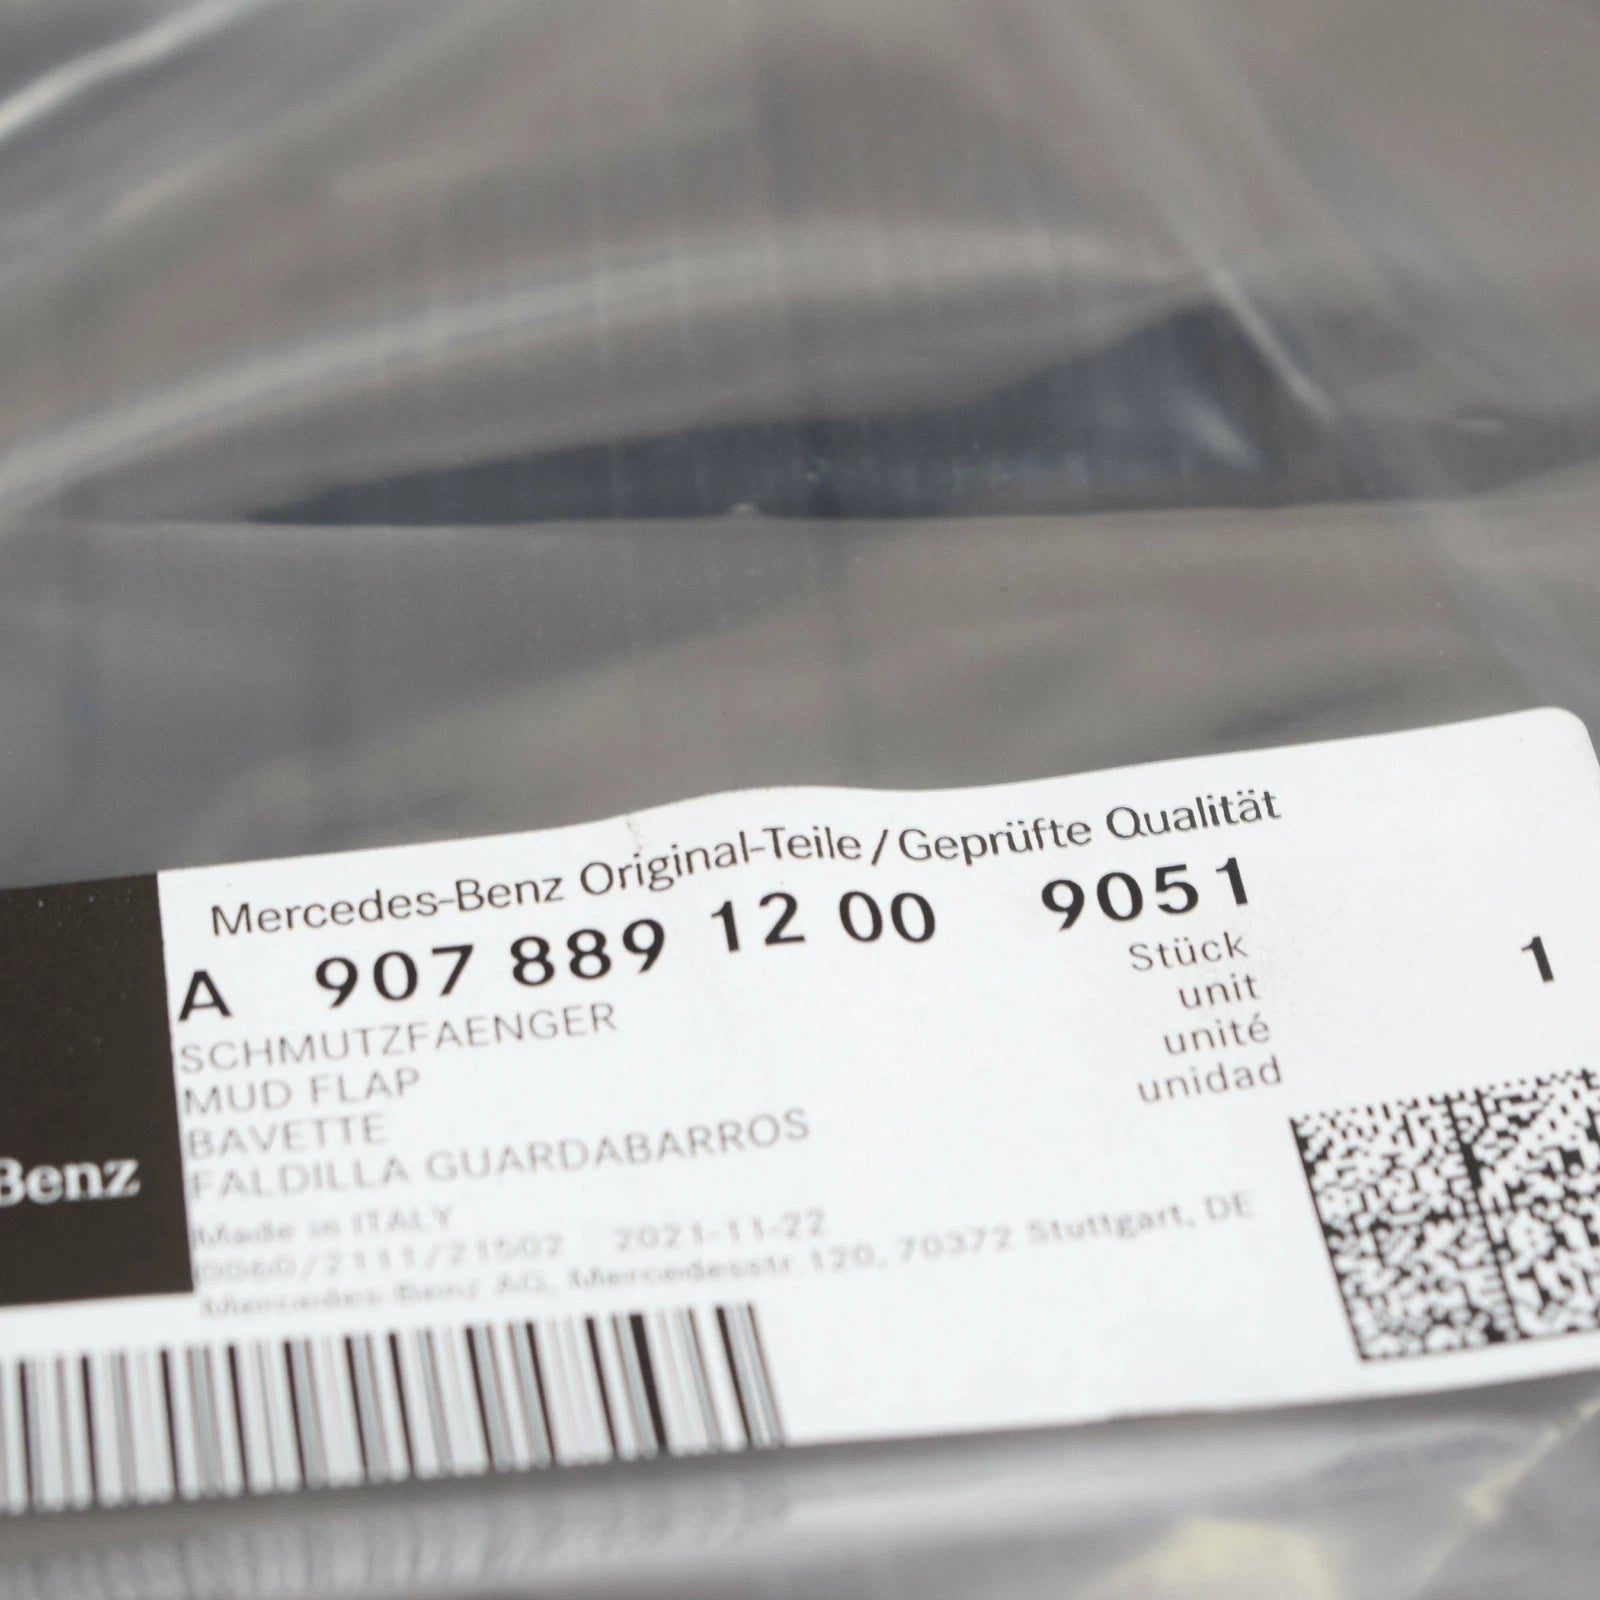 Mercedes-Benz Original-Teile / Geprüfte Qualität
A 907 889 12 00 9051
Stück 1
unit
unité
unidad
SCHMUTZFAENGER
MUD FLAP
BAVETTE
FALDILLA GUARDABARROS
Benz
Made in ITALY
0060/2111/21502 2021-11-22
Mercedes-Benz AG, Mercedesstr. 120, 70372 Stuttgart, DE